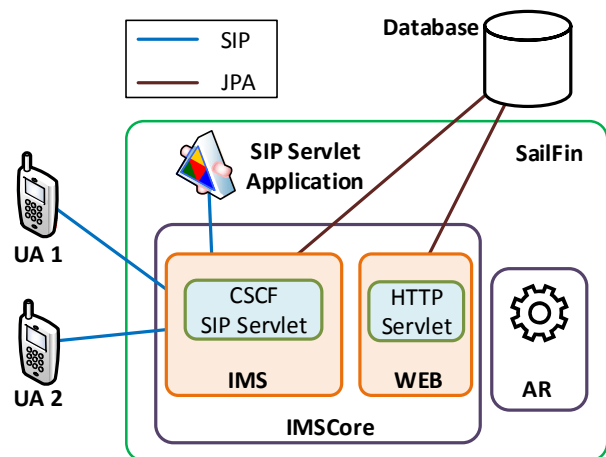 SIP
JPA
Database
SIP Servlet
Application
SailFin
UA 1
UA 2
CSCF
SIP Servlet
HTTP
Servlet
IMS
WEB
AR
IMSCore